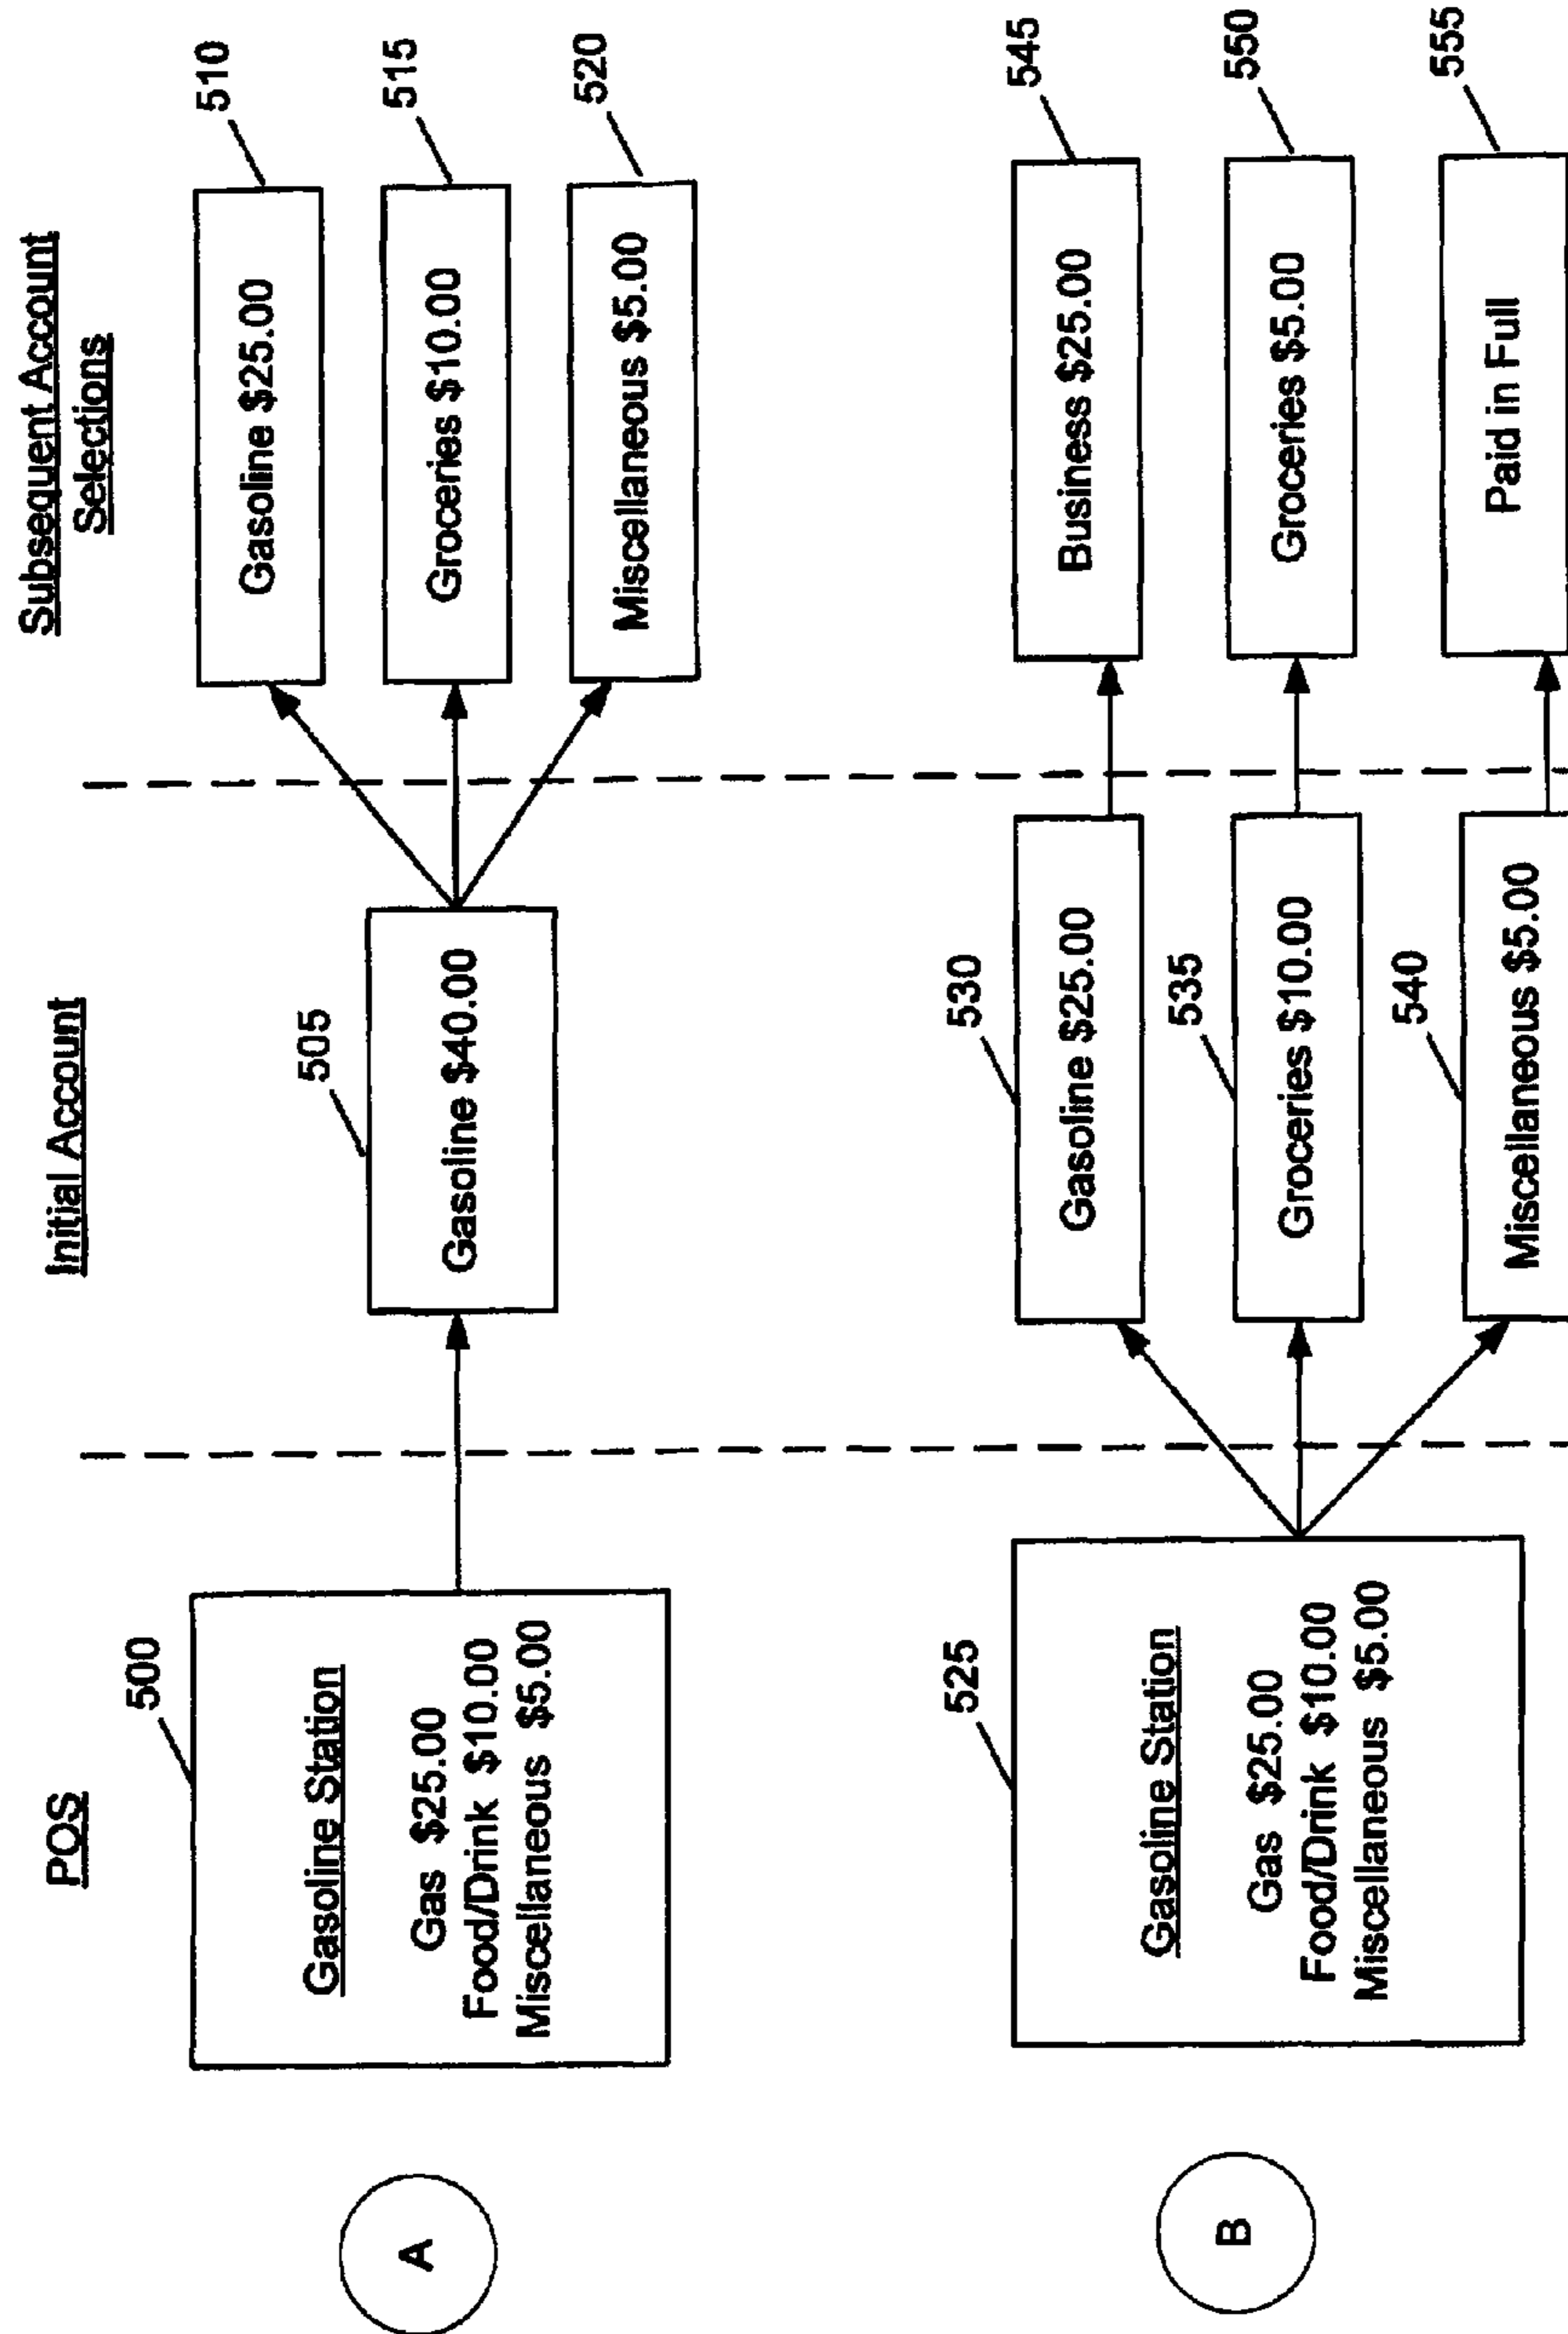 POS
Initial Account
Subsequent Account
Selections
A
500
Gasoline Station
Gas $25.00
Food/Drink $10.00
Miscellaneous $5.00
505
Gasoline $40.00
510
Gasoline $25.00
515
Groceries $10.00
520
Miscellaneous $5.00
B
525
Gasoline Station
Gas $25.00
Food/Drink $10.00
Miscellaneous $5.00
530
Gasoline $25.00
535
Groceries $10.00
540
Miscellaneous $5.00
545
Business $25.00
550
Groceries $5.00
555
Paid in Full